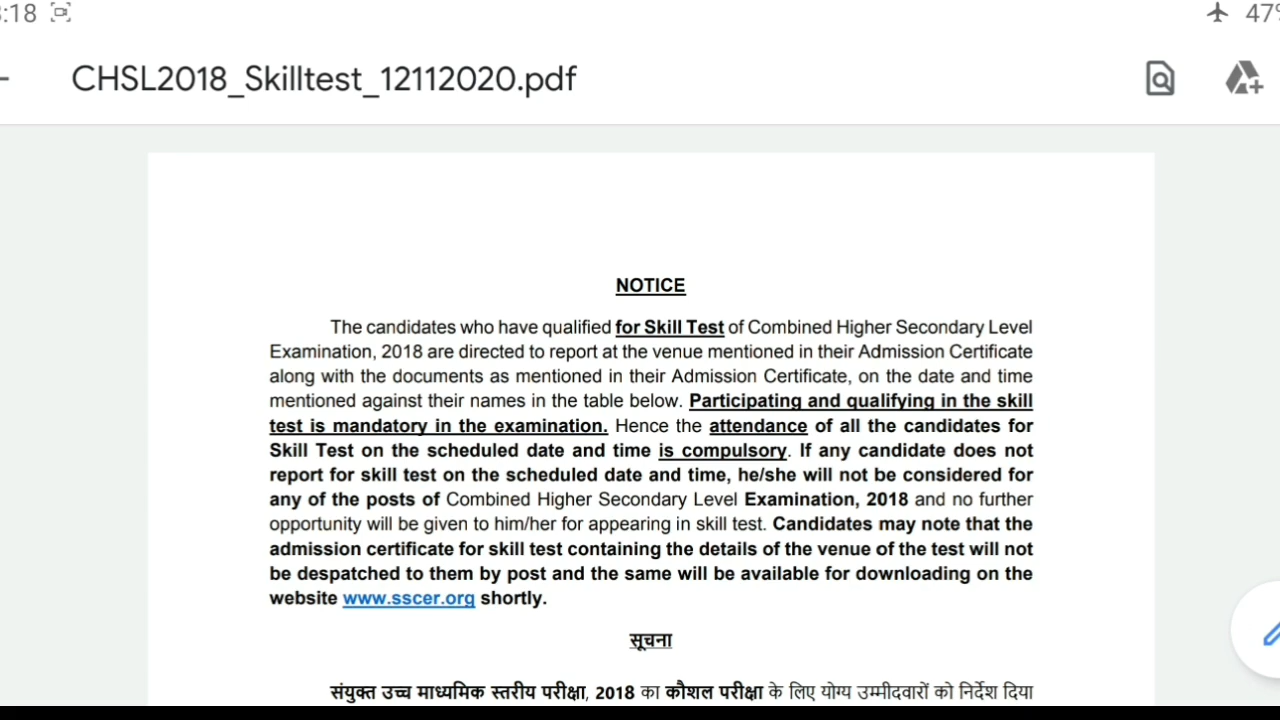 :18
47%
CHSL2018_Skilltest_12112020.pdf
NOTICE
The candidates who have qualified for Skill Test of Combined Higher Secondary Level
Examination, 2018 are directed to report at the venue mentioned in their Admission Certificate
along with the documents as mentioned in their Admission Certificate, on the date and time
mentioned against their names in the table below. Participating and qualifying in the skill
test is mandatory in the examination. Hence the attendance of all the candidates for
Skill Test on the scheduled date and time is compulsory. If any candidate does not
report for skill test on the scheduled date and time, he/she will not be considered for
any of the posts of Combined Higher Secondary Level Examination, 2018 and no further
opportunity will be given to him/her for appearing in skill test. Candidates may note that the
admission certificate for skill test containing the details of the venue of the test will not
be despatched to them by post and the same will be available for downloading on the
website www.sscer.org shortly.
सूचना
संयुक्त उच्च माध्यमिक स्तरीय परीक्षा, 2018 का कौशल परीक्षा के लिए योग्य उम्मीदवारों को निर्देश दिया